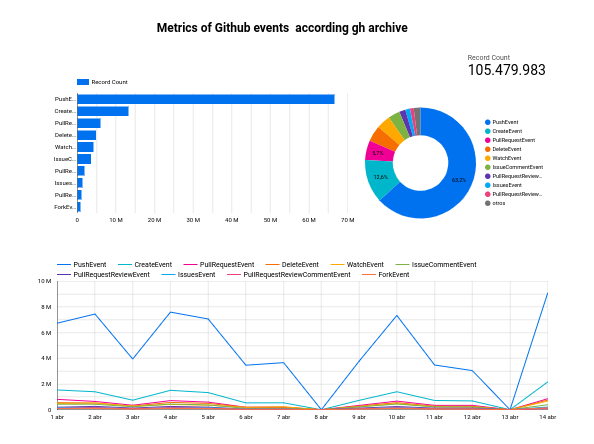 Metrics of Github events according gh archive
Record Count
105.479.983
Record Count
PushE...
Create...
PullRe...
Delete...
Watch...
IssueC...
PullRe...
Issues...
PullRe...
ForkEv...
0 10 M 20 M 30 M 40 M 50 M 60 M 70 M
63,2%
12,6%
5,7%
PushEvent
CreateEvent
PullRequestEvent
DeleteEvent
WatchEvent
IssueCommentEvent
PullRequestReview...
IssuesEvent
PullRequestReview...
otros
PushEvent CreateEvent PullRequestEvent DeleteEvent WatchEvent IssueCommentEvent
PullRequestReviewEvent IssuesEvent PullRequestReviewCommentEvent ForkEvent
10 M
8 M
6 M
4 M
2 M
0
1 abr 2 abr 3 abr 4 abr 5 abr 6 abr 7 abr 8 abr 9 abr 10 abr 11 abr 12 abr 13 abr 14 abr